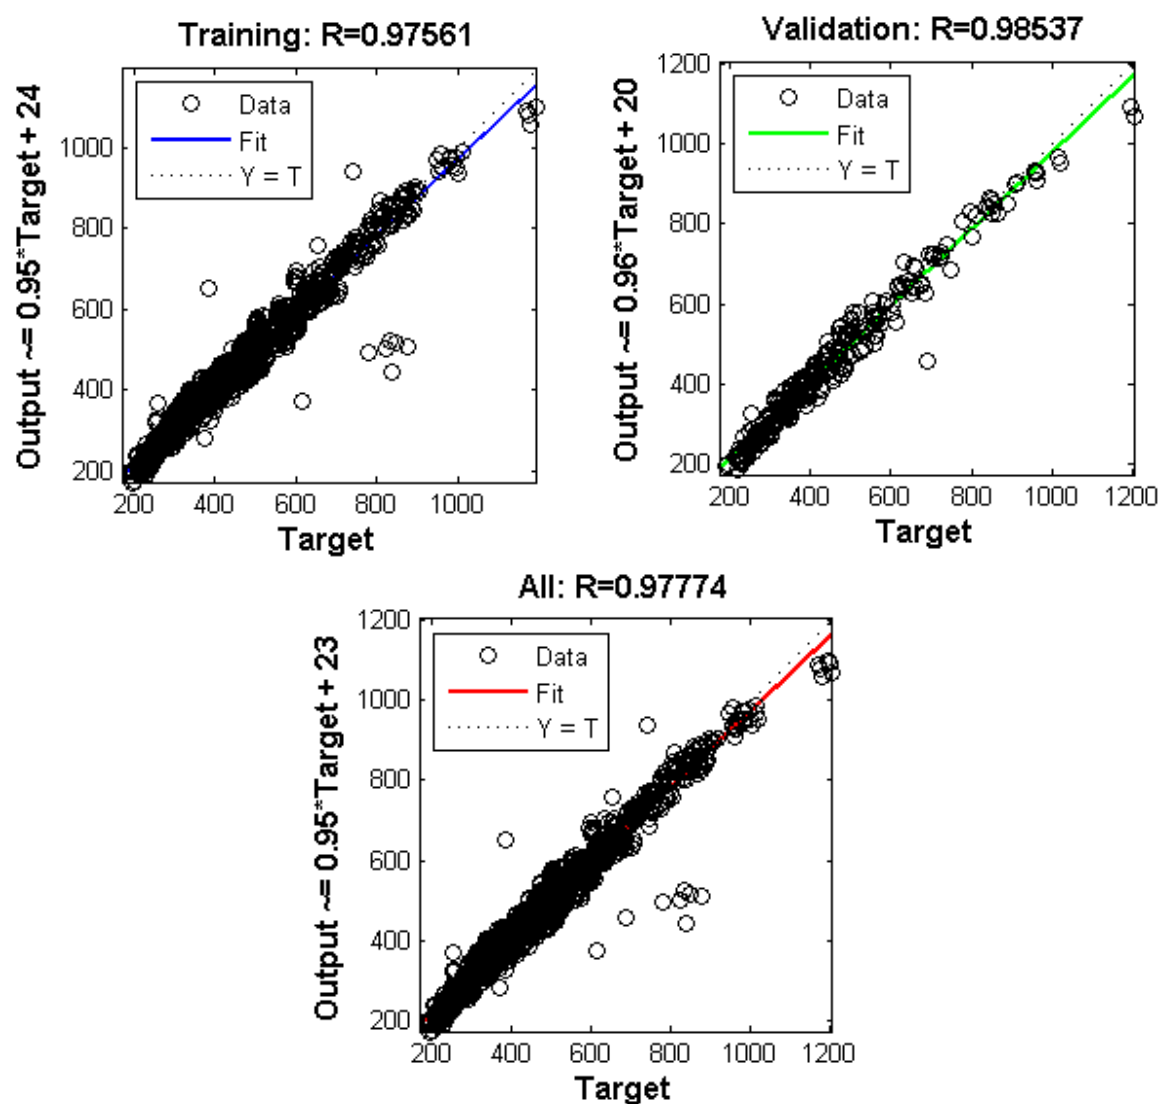 Training: R=0.97561
Output ~= 0.95*Target + 24
Data
Fit
Y = T
1000
800
600
400
200
200 400 600 800 1000
Target
Validation: R=0.98537
Output ~= 0.96*Target + 20
Data
Fit
Y = T
1200
1000
800
600
400
200
200 400 600 800 1000 1200
Target
All: R=0.97774
Output ~= 0.95*Target + 23
Data
Fit
Y = T
1200
1000
800
600
400
200
200 400 600 800 1000 1200
Target